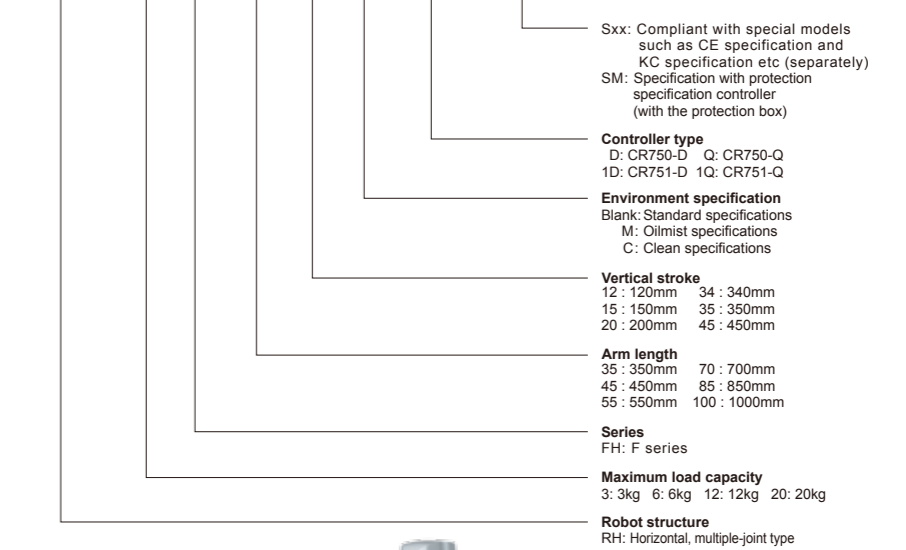 Sxx: Compliant with special models
such as CE specification and
KC specification etc (separately)
SM: Specification with protection
specification controller
(with the protection box)
Controller type
D: CR750-D Q: CR750-Q
1D: CR751-D 1Q: CR751-Q
Environment specification
Blank: Standard specifications
M: Oilmist specifications
C: Clean specifications
Vertical stroke
12 : 120mm 34 : 340mm
15 : 150mm 35 : 350mm
20 : 200mm 45 : 450mm
Arm length
35 : 350mm 70 : 700mm
45 : 450mm 85 : 850mm
55 : 550mm 100 : 1000mm
Series
FH: F series
Maximum load capacity
3: 3kg 6: 6kg 12: 12kg 20: 20kg
Robot structure
RH: Horizontal, multiple-joint type